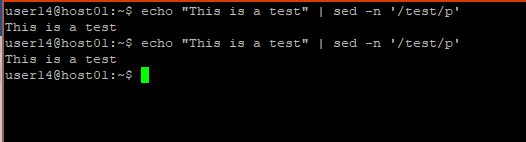 user14@host01:~$ echo "This is a test" | sed -n '/test/p'
This is a test
user14@host01:~$ echo "This is a test" | sed -n '/test/p'
This is a test
user14@host01:~$